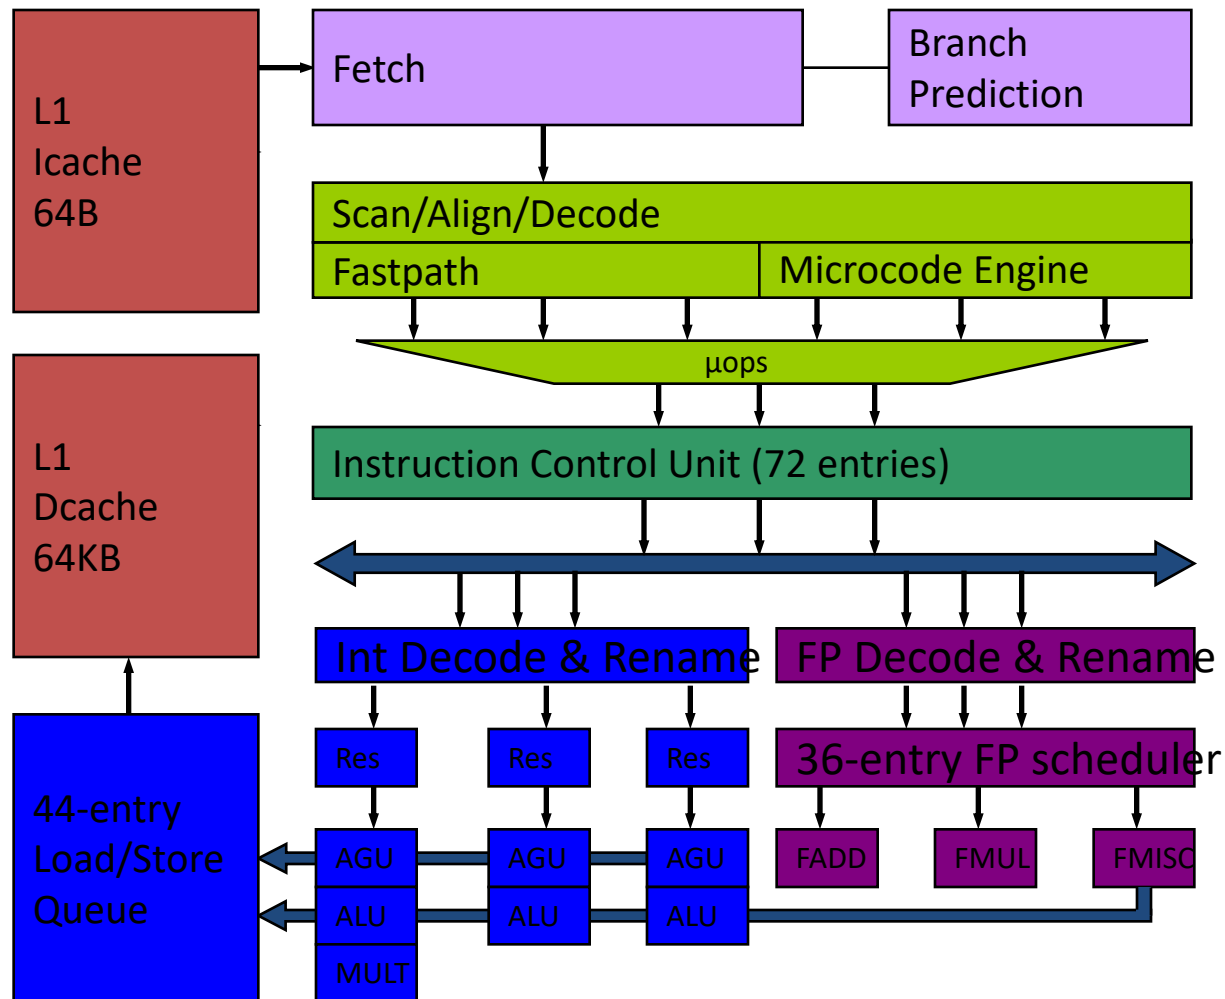 L1
Icache
64B
Fetch
Branch
Prediction
Scan/Align/Decode
Fastpath
Microcode Engine
µops
L1
Dcache
64KB
Instruction Control Unit (72 entries)
Int Decode & Rename
FP Decode & Rename
Res
Res
Res
36-entry FP scheduler
44-entry
Load/Store
Queue
AGU
AGU
AGU
FADD
FMUL
FMISC
ALU
ALU
ALU
MULT